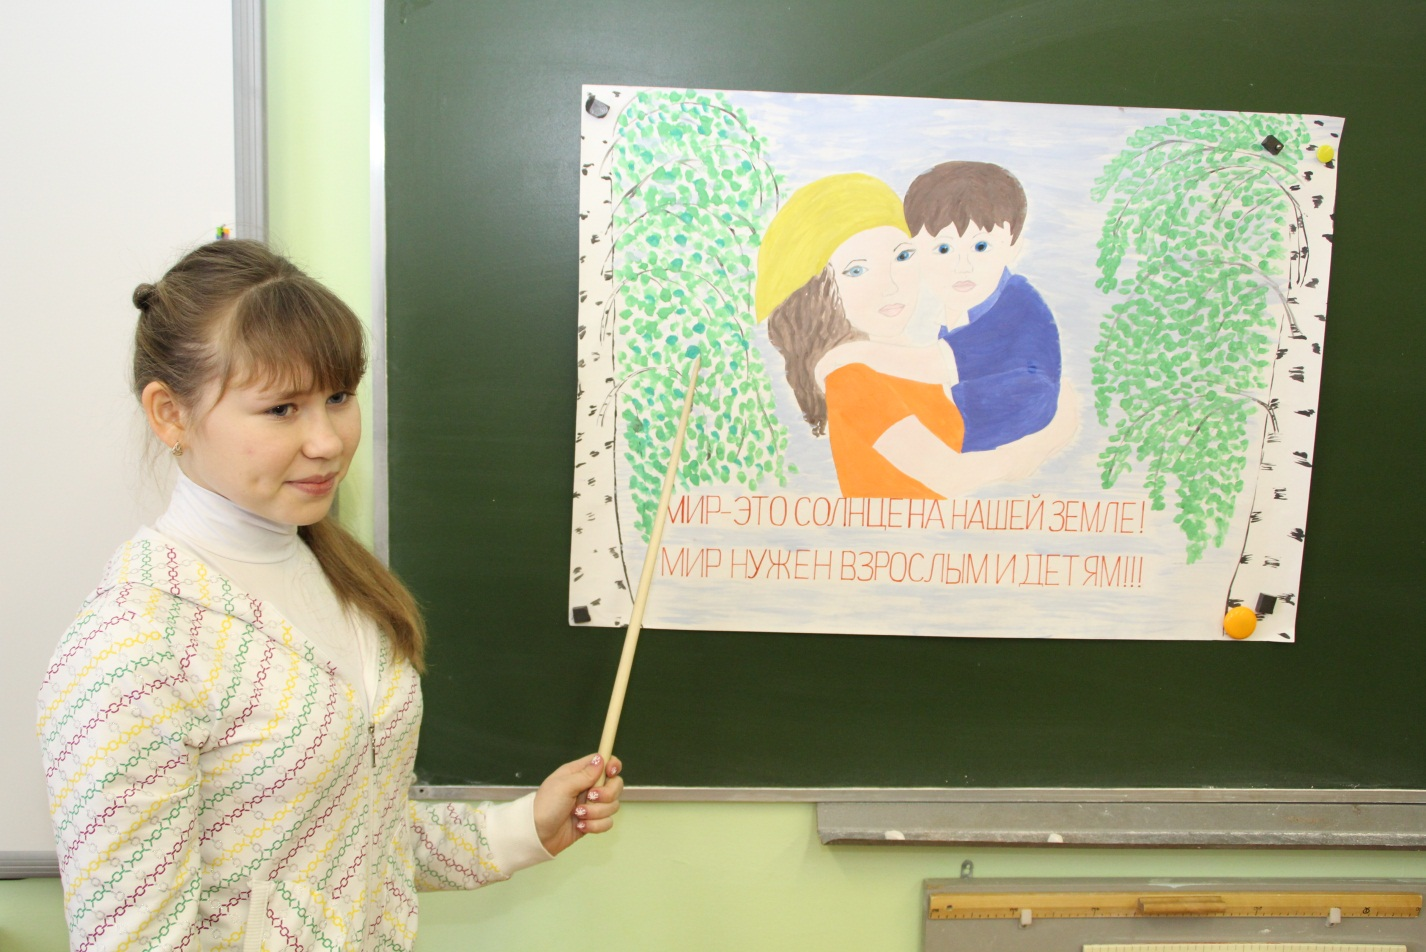 МИР-ЭТО СОЛНЦЕ НА НАШЕЙ ЗЕМЛЕ!
МИР НУЖЕН ВЗРОСЛЫМ И ДЕТЯМ!!!